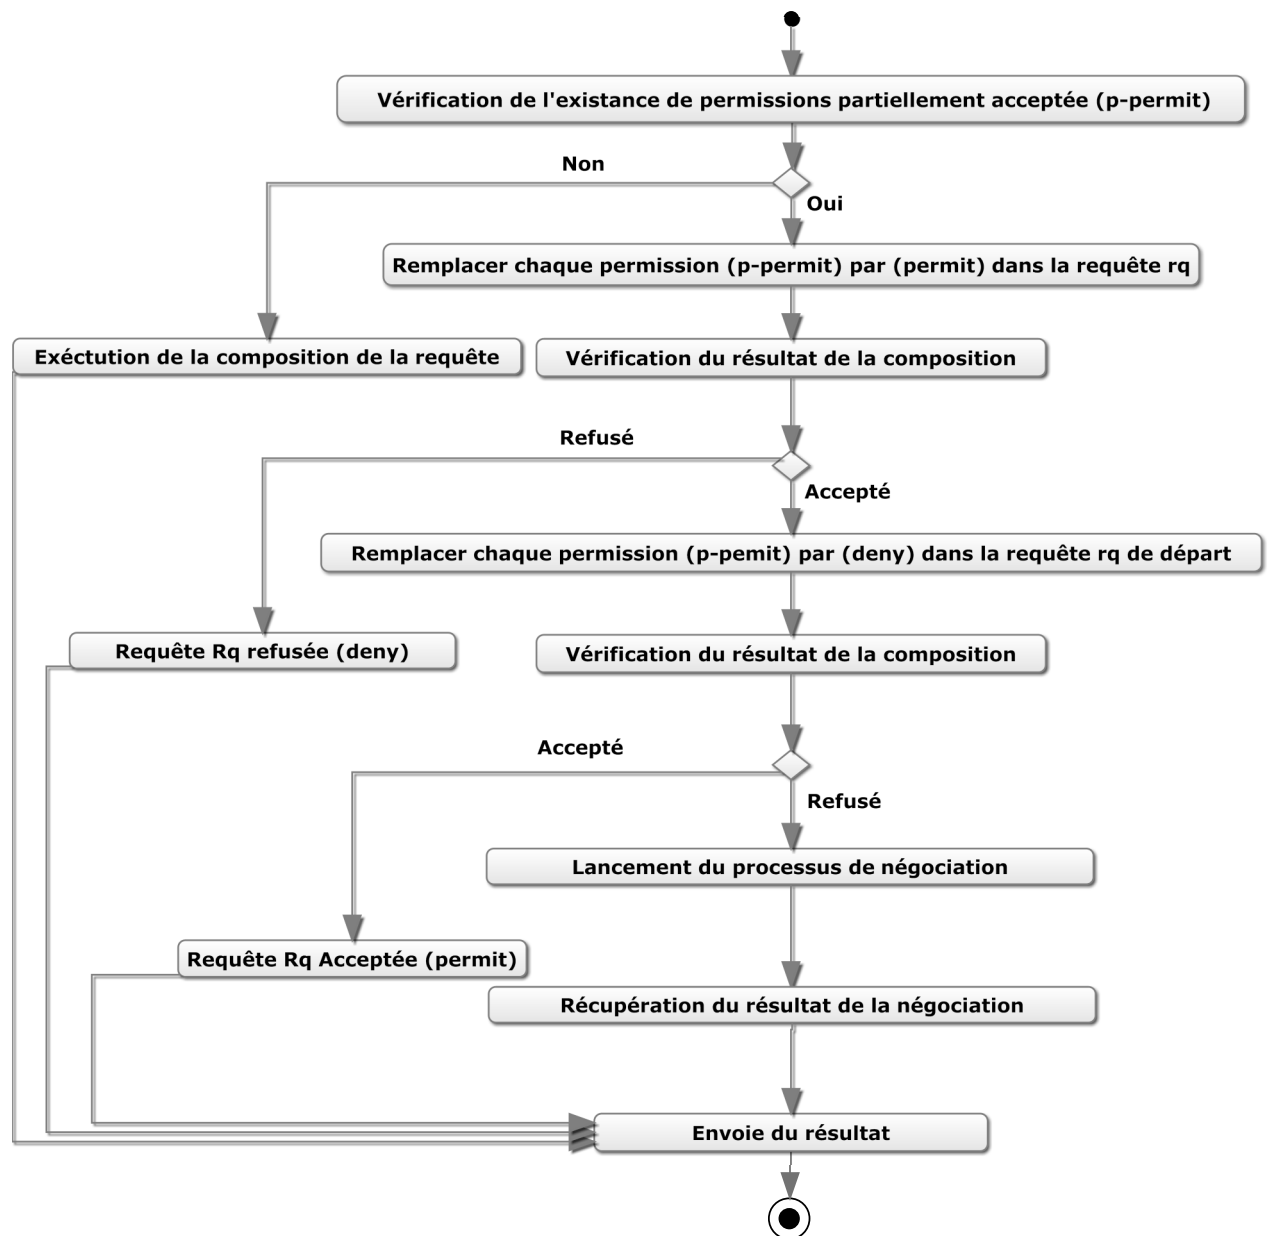 Vérification de l'existance de permissions partiellement acceptée (p-permit)
Non
Oui
Remplacer chaque permission (p-permit) par (permit) dans la requête rq
Exéctution de la composition de la requête
Vérification du résultat de la composition
Refusé
Accepté
Remplacer chaque permission (p-pemit) par (deny) dans la requête rq de départ
Requête Rq refusée (deny)
Vérification du résultat de la composition
Accepté
Refusé
Lancement du processus de négociation
Requête Rq Acceptée (permit)
Récupération du résultat de la négociation
Envoie du résultat